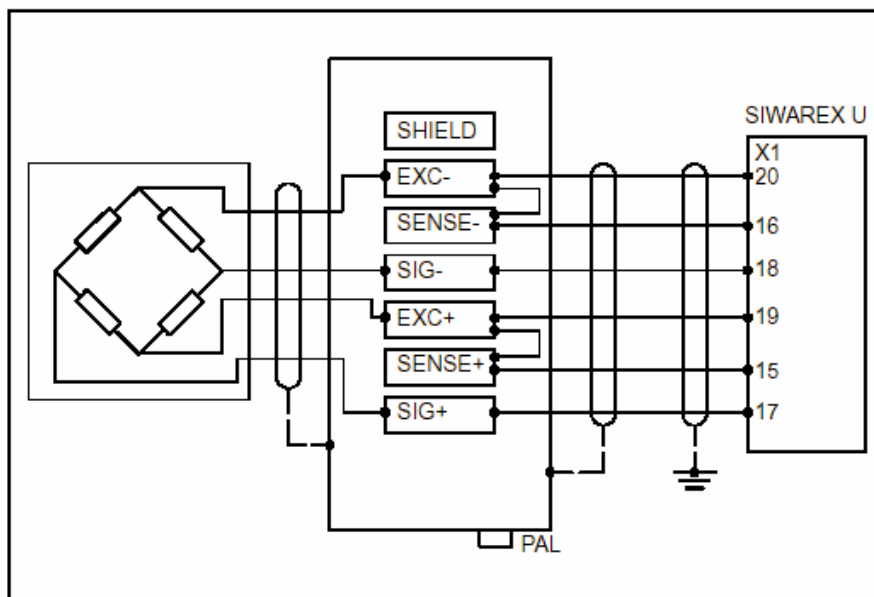 SIWAREX U
SHIELD
X1
EXC-
20
SENSE-
16
SIG-
18
EXC+
19
SENSE+
15
SIG+
17
PAL